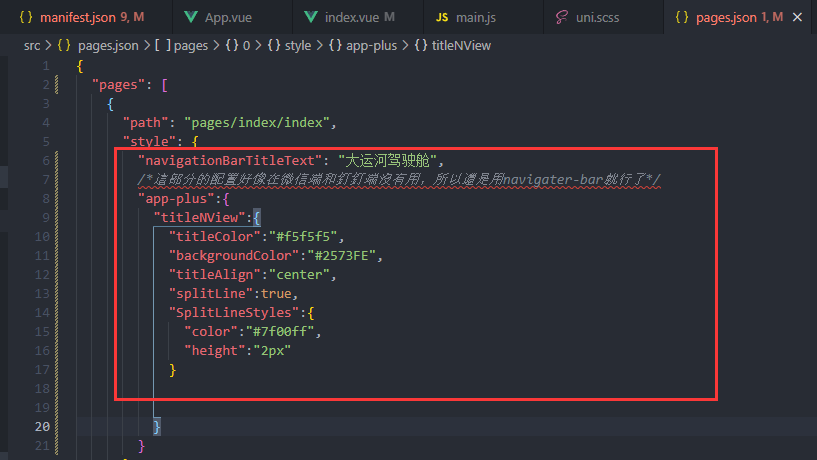 manifest.json 9, M App.vue index.vue M main.js uni.scss pages.json 1, M
src > {} pages.json > [ ] pages > {} 0 > {} style > {} app-plus > {} titleNView
1 {
2 "pages": [
3 {
4 "path": "pages/index/index",
5 "style": {
6 "navigationBarTitleText": "大运河驾驶舱",
7 /*這部分的配置好像在微信端和釘釘端沒有用，所以還是用navigater-bar就行了*/
8 "app-plus":{
9 "titleNView":{
10 "titleColor":"#f5f5f5",
11 "backgroundColor":"#2573FE",
12 "titleAlign":"center",
13 "splitLine":true,
14 "SplitLineStyles":{
15 "color":"#7f00ff",
16 "height":"2px"
17 }
18
19
20 }
21 }